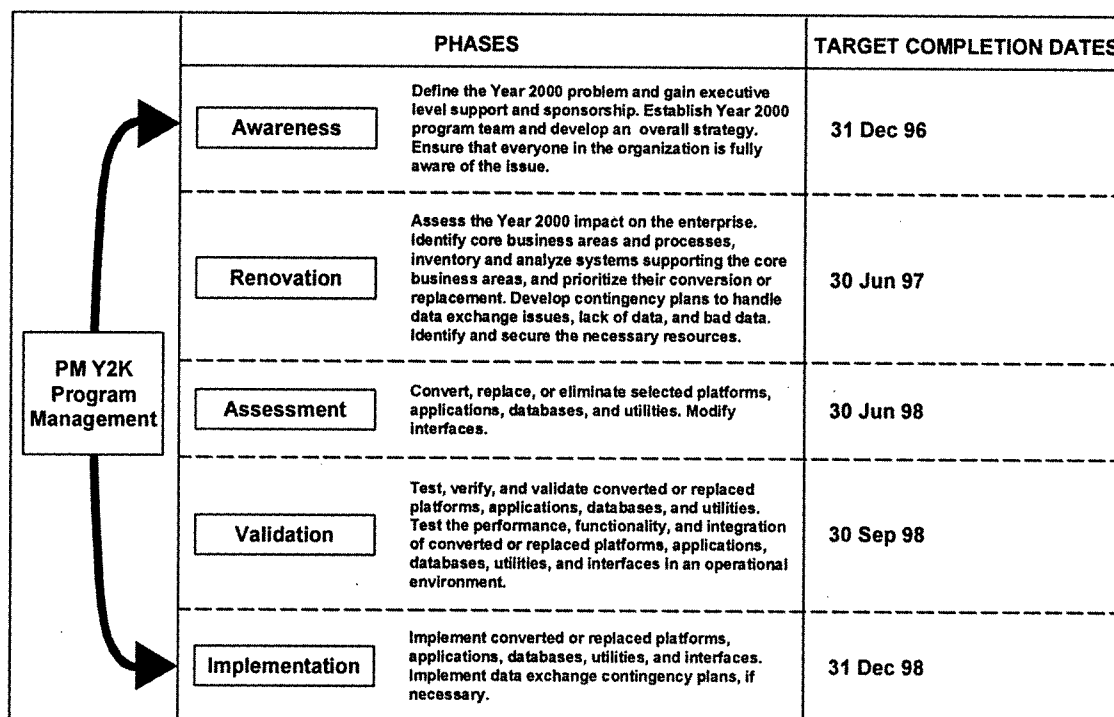 PHASES
TARGET COMPLETION DATES
PM Y2K
Program
Management
Awareness
Define the Year 2000 problem and gain executive
level support and sponsorship. Establish Year 2000
program team and develop an overall strategy.
Ensure that everyone in the organization is fully
aware of the issue.
31 Dec 96
Renovation
Assess the Year 2000 impact on the enterprise.
Identify core business areas and processes,
inventory and analyze systems supporting the core
business areas, and prioritize their conversion or
replacement. Develop contingency plans to handle
data exchange issues, lack of data, and bad data.
Identify and secure the necessary resources.
30 Jun 97
Assessment
Convert, replace, or eliminate selected platforms,
applications, databases, and utilities. Modify
interfaces.
30 Jun 98
Validation
Test, verify, and validate converted or replaced
platforms, applications, databases, and utilities.
Test the performance, functionality, and integration
of converted or replaced platforms, applications,
databases, utilities, and interfaces in an operational
environment.
30 Sep 98
Implementation
Implement converted or replaced platforms,
applications, databases, utilities, and interfaces.
Implement data exchange contingency plans, if
necessary.
31 Dec 98